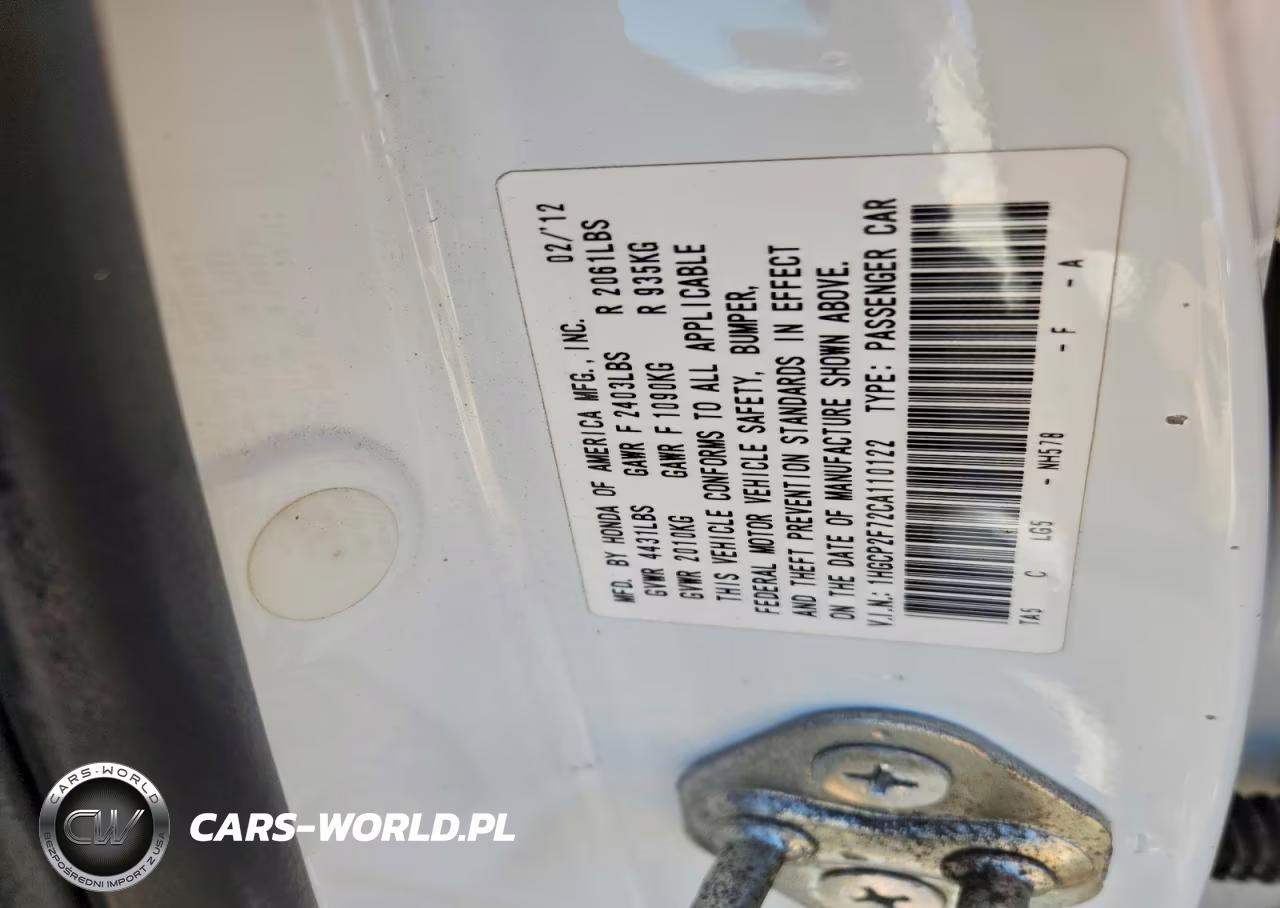 MFD. BY HONDA OF AMERICA MFG., INC. 02/'12
GVWR 4431LBS GAWR F 2403LBS R 2061LBS
GVWR 2010KG GAWR F 1090KG R 935KG
THIS VEHICLE CONFORMS TO ALL APPLICABLE
FEDERAL MOTOR VEHICLE SAFETY, BUMPER,
AND THEFT PREVENTION STANDARDS IN EFFECT
ON THE DATE OF MANUFACTURE SHOWN ABOVE.
V.I.N.: 1HGCP2F72CA110122 TYPE: PASSENGER CAR
TA5 C LG5 - NH578 - F - A
CARS-WORLD
CW
BEZPOŚREDNI IMPORT Z USA
CARS-WORLD.PL